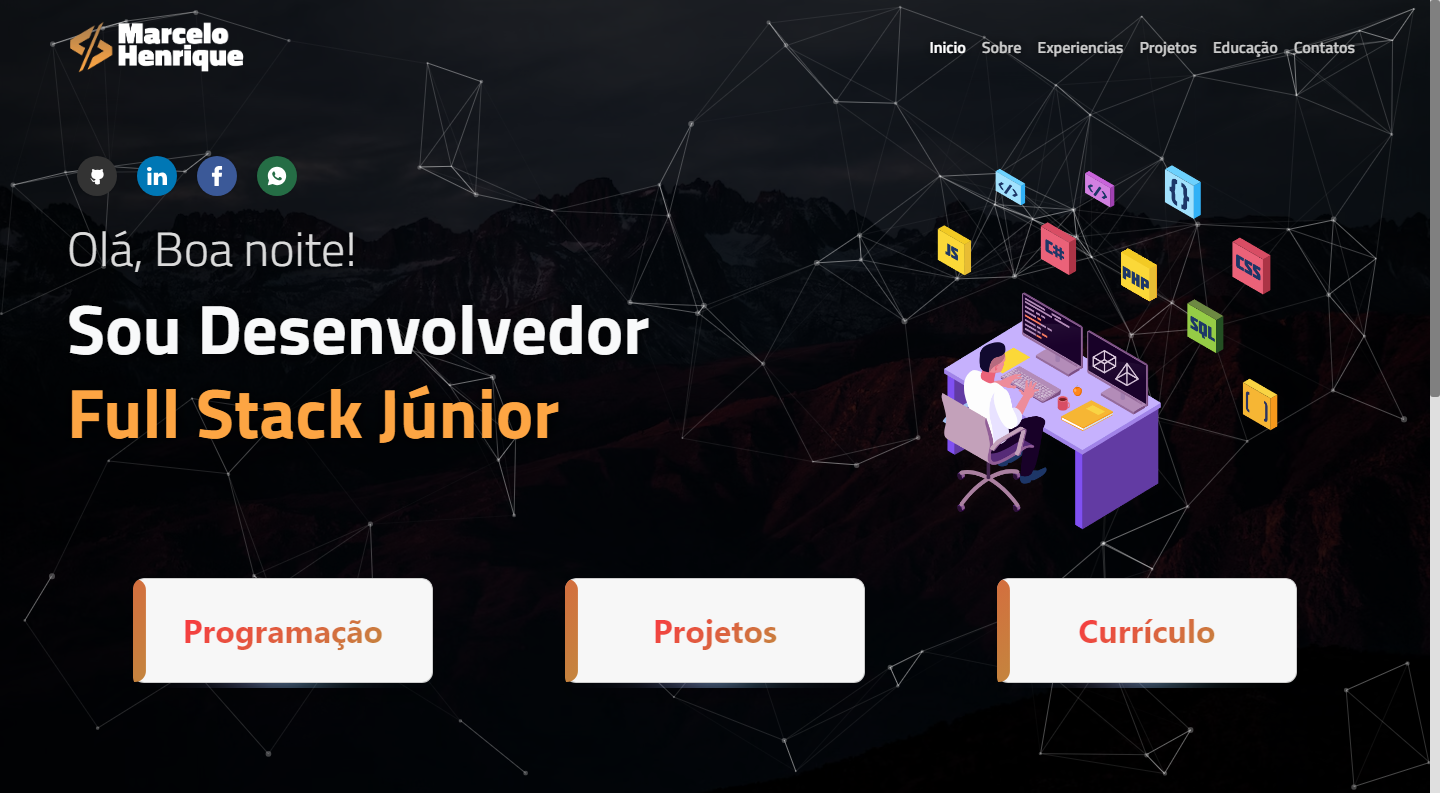 Marcelo
Henrique
Inicio Sobre Experiencias Projetos Educação Contatos
in f
Olá, Boa noite!
Sou Desenvolvedor
Full Stack Júnior
</>
</>
{ }
JS
C#
PHP
CSS
SQL
[ ]
Programação
Projetos
Currículo